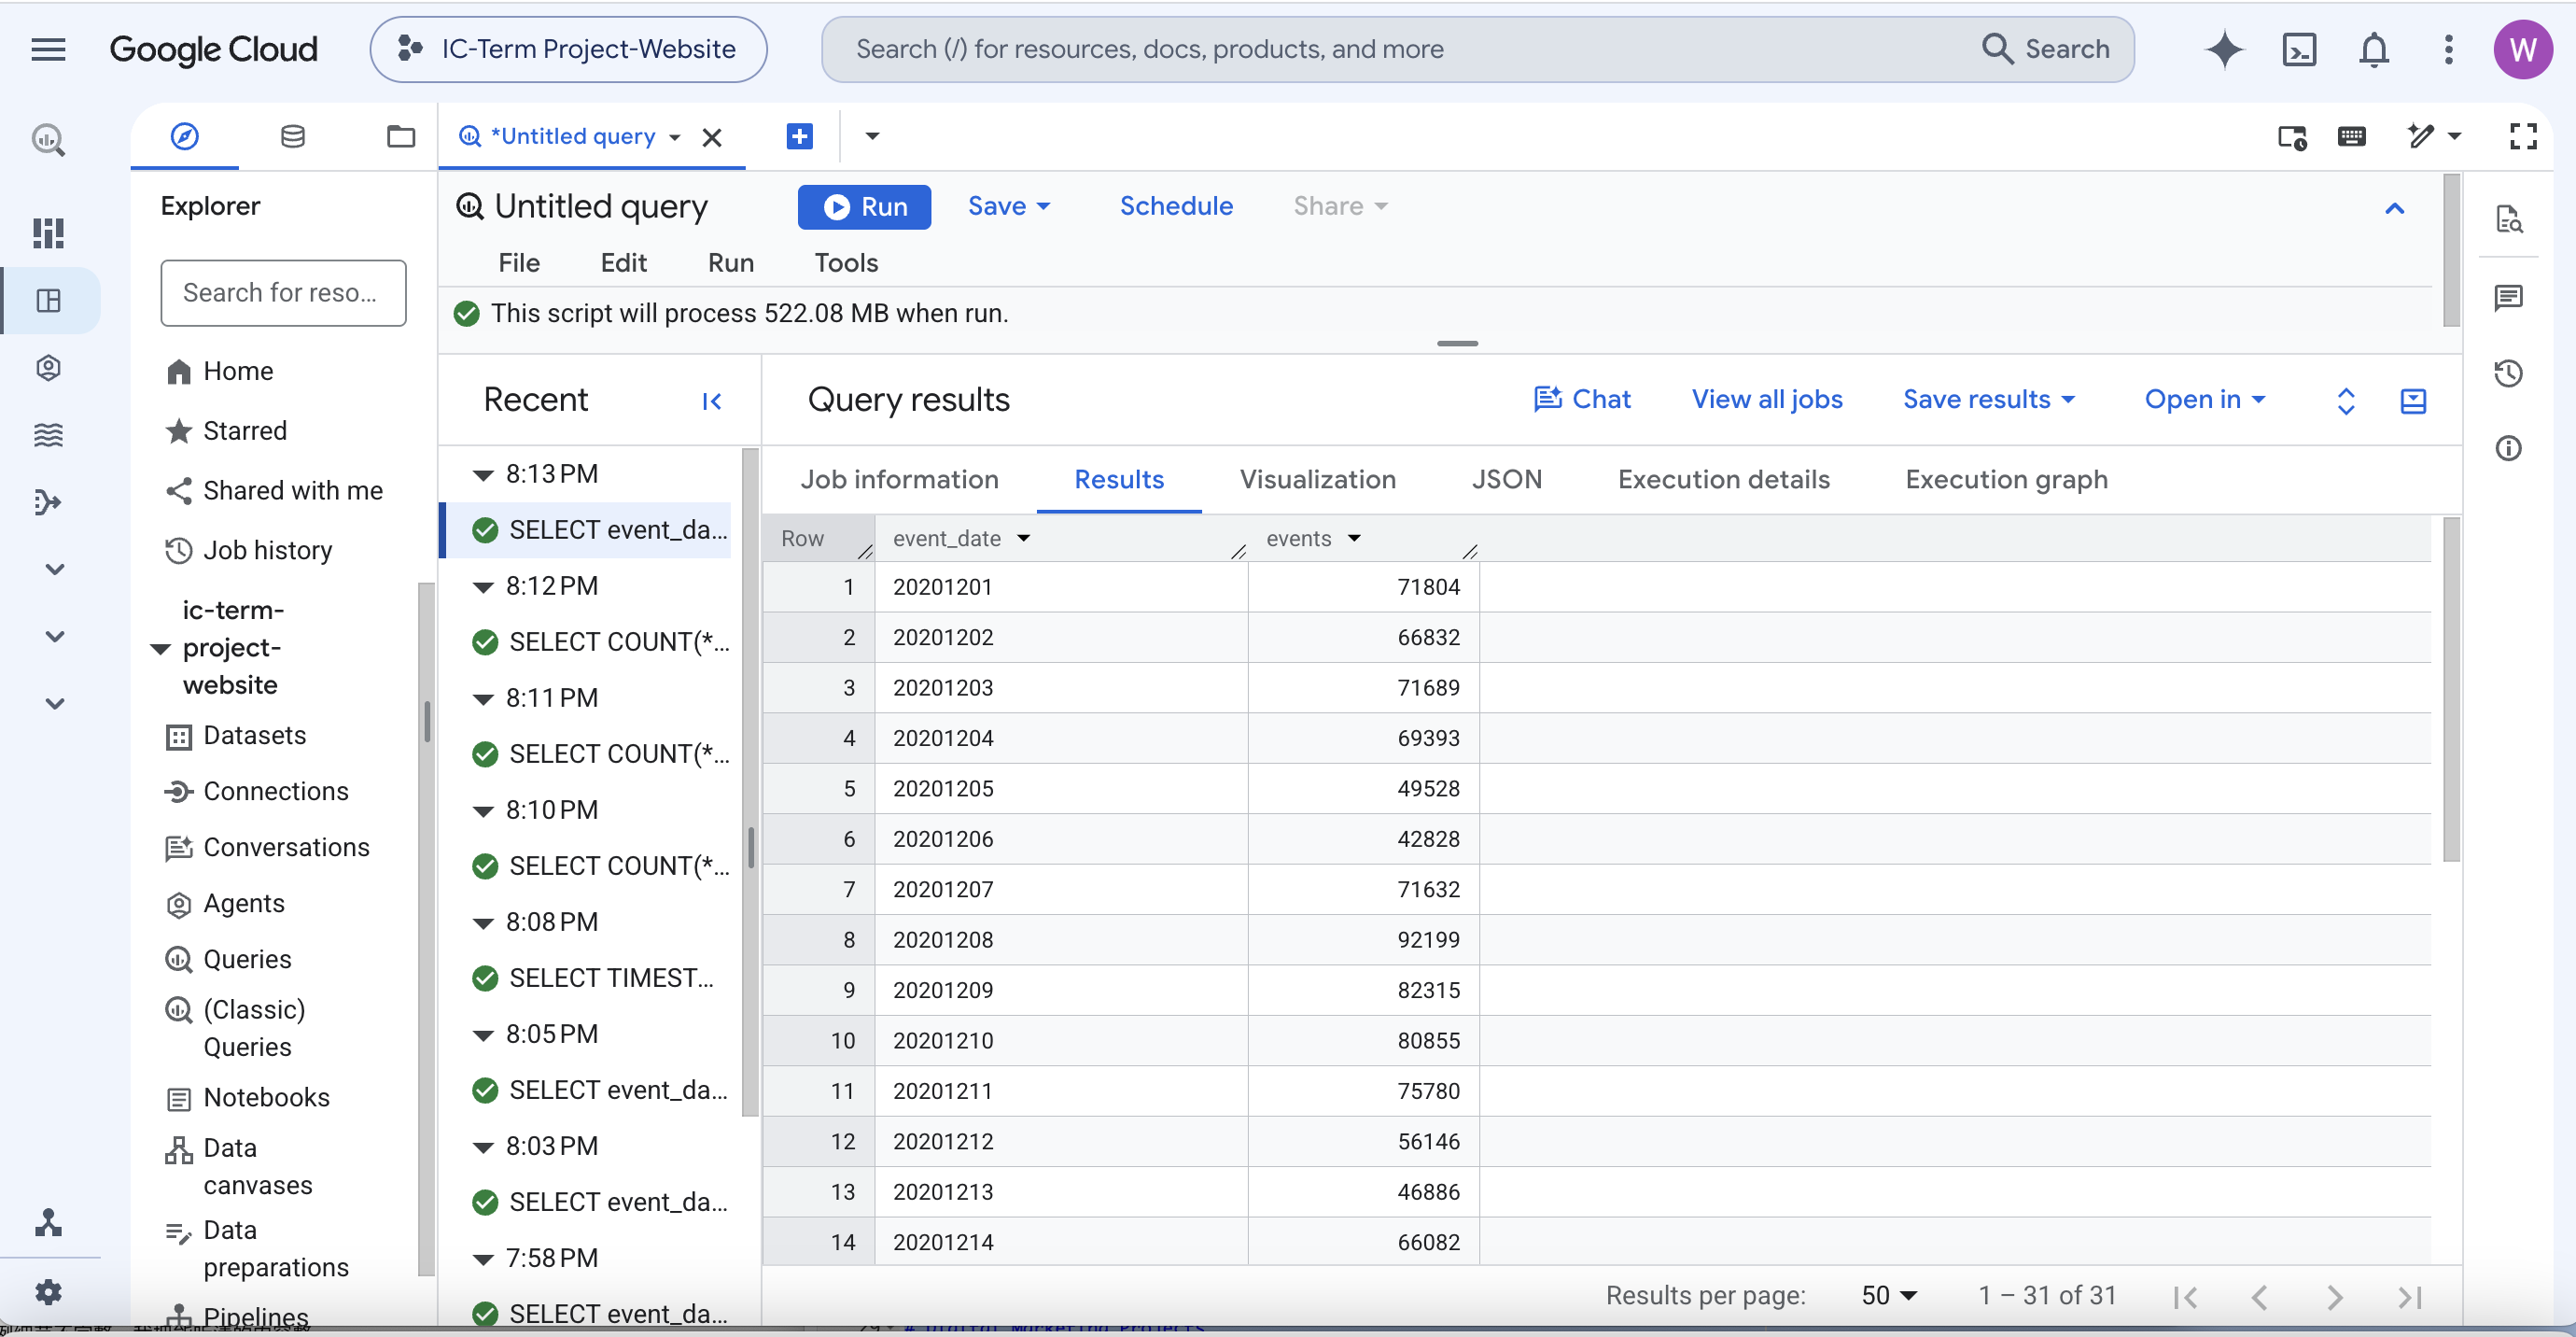 Google Cloud
IC-Term Project-Website
Search (/) for resources, docs, products, and more
Search
W
*Untitled query
Explorer
Search for reso...
Home
Starred
Shared with me
Job history
ic-term-
project-
website
Datasets
Connections
Conversations
Agents
Queries
(Classic)
Queries
Notebooks
Data
canvases
Data
preparations
Pipelines
Untitled query
Run
Save
Schedule
Share
File
Edit
Run
Tools
This script will process 522.08 MB when run.
Recent
8:13 PM
SELECT event_da...
8:12 PM
SELECT COUNT(*...
8:11 PM
SELECT COUNT(*...
8:10 PM
SELECT COUNT(*...
8:08 PM
SELECT TIMEST...
8:05 PM
SELECT event_da...
8:03 PM
SELECT event_da...
7:58 PM
SELECT event_da...
Query results
Chat
View all jobs
Save results
Open in
Job information
Results
Visualization
JSON
Execution details
Execution graph
Row event_date events
1 20201201 71804
2 20201202 66832
3 20201203 71689
4 20201204 69393
5 20201205 49528
6 20201206 42828
7 20201207 71632
8 20201208 92199
9 20201209 82315
10 20201210 80855
11 20201211 75780
12 20201212 56146
13 20201213 46886
14 20201214 66082
Results per page: 50 1 – 31 of 31